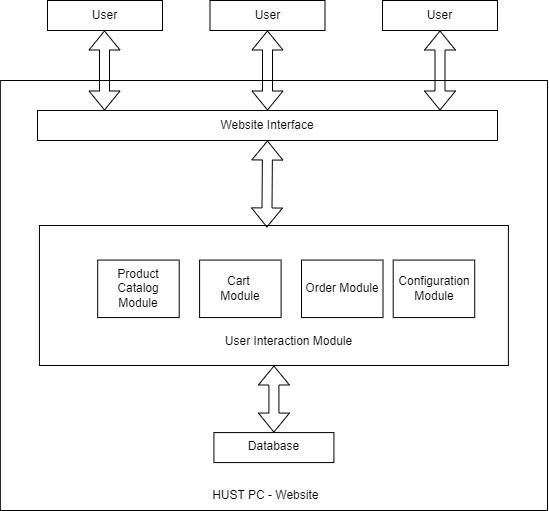 User
User
User
Website Interface
Product
Catalog
Module
Cart
Module
Order Module
Configuration
Module
User Interaction Module
Database
HUST PC - Website